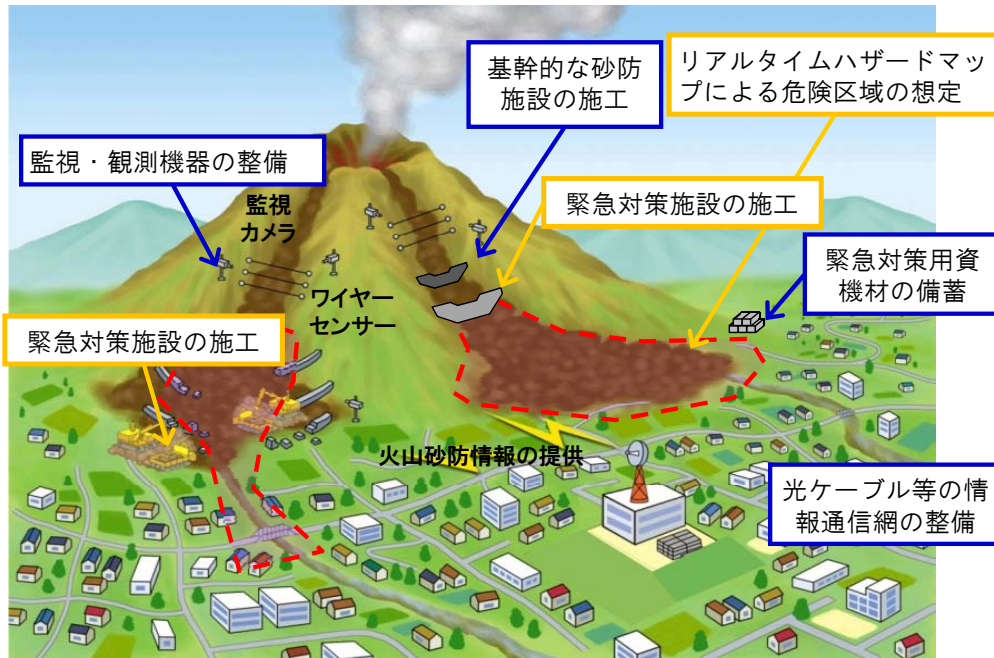 基幹的な砂防
施設の施工
リアルタイムハザードマッ
プによる危険区域の想定
監視・観測機器の整備
監視
カメラ
緊急対策施設の施工
緊急対策用資
機材の備蓄
ワイヤー
センサー
緊急対策施設の施工
火山砂防情報の提供
光ケーブル等の情
報通信網の整備